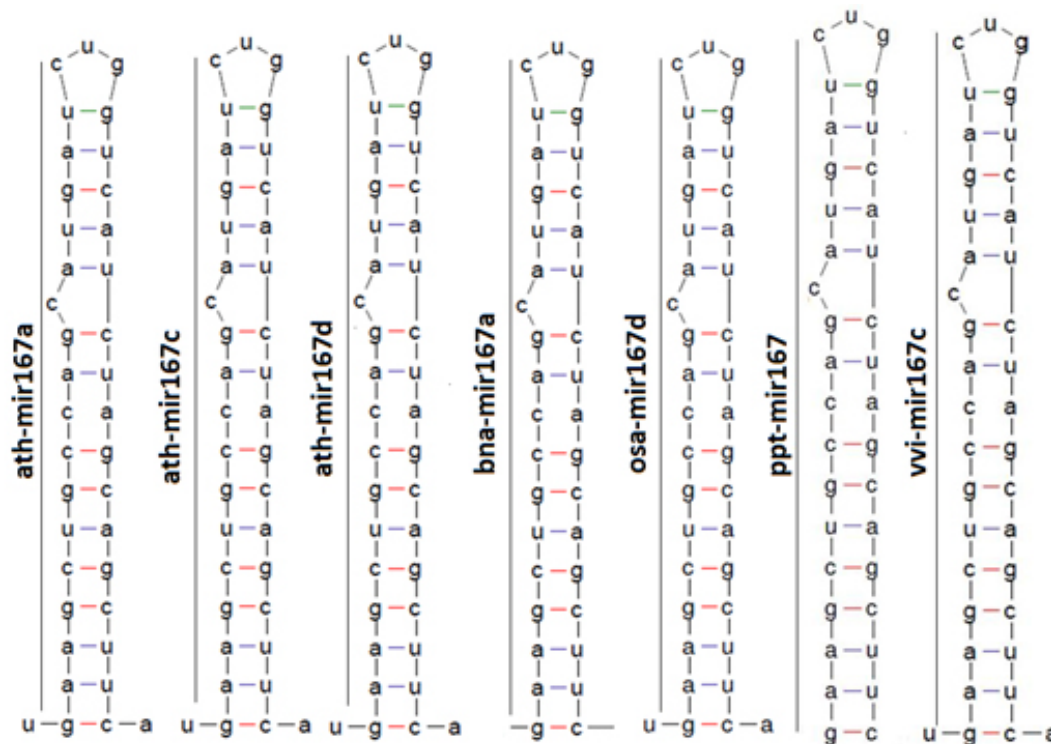 ath-mir167a
u g a a g c u g c c a g c a u g a u c u g g u c a u c u a g c a g c u u c a
ath-mir167c
u g a a g c u g c c a g c a u g a u c u g g u c a u c u a g c a g c u u c a
ath-mir167d
u g a a g c u g c c a g c a u g a u c u g g u c a u c u a g c a g c u u c a
bna-mir167a
g a a g c u g c c a g c a u g a u c u g g u c a u c u a g c a g c u u c
osa-mir167d
u g a a g c u g c c a g c a u g a u c u g g u c a u c u a g c a g c u u c a
ppt-mir167
g a a g c u g c c a g c a u g a u c u g g u c a u c u a g c a g c u u c
vvi-mir167c
u g a a g c u g c c a g c a u g a u c u g g u c a u c u a g c a g c u u c a